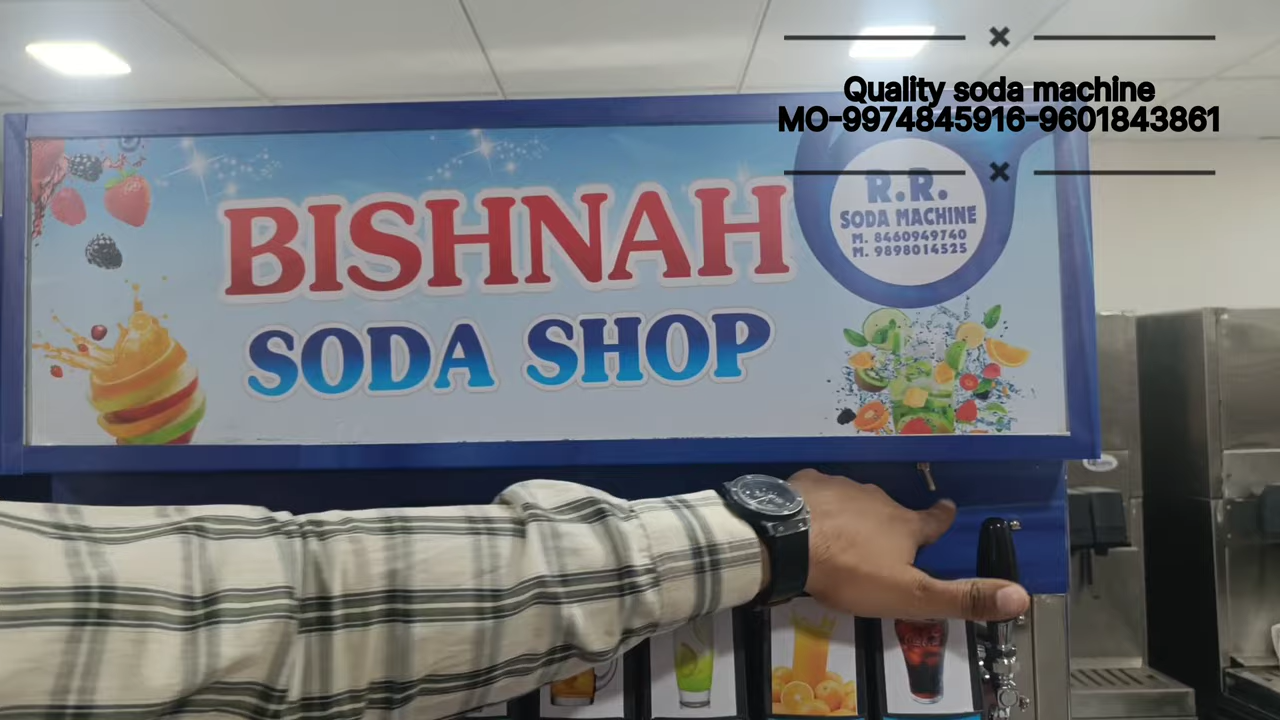 Quality soda machine
MO-9974845916-9601843861
BISHNAH
SODA SHOP
R.R.
SODA MACHINE
M. 8460949740
M. 9898014525